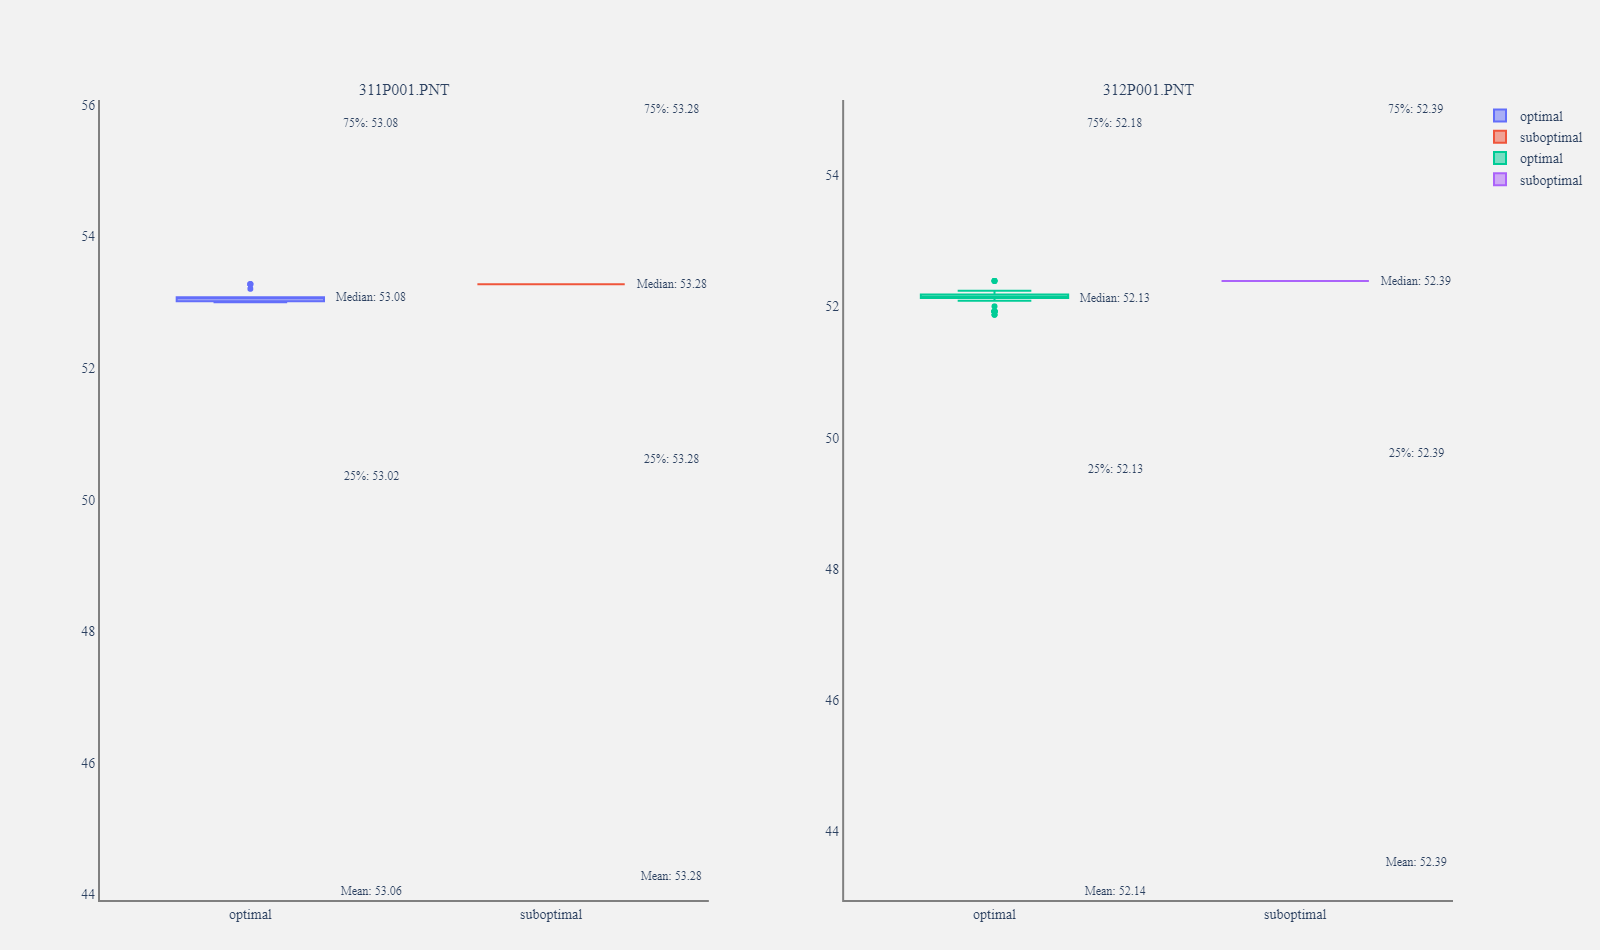 311P001.PNT
56
54
52
50
48
46
44
75%: 53.08
75%: 53.28
Median: 53.08
Median: 53.28
25%: 53.02
25%: 53.28
Mean: 53.06
Mean: 53.28
optimal
suboptimal
312P001.PNT
54
52
50
48
46
44
75%: 52.18
75%: 52.39
Median: 52.13
Median: 52.39
25%: 52.13
25%: 52.39
Mean: 52.14
Mean: 52.39
optimal
suboptimal
optimal
suboptimal
optimal
suboptimal